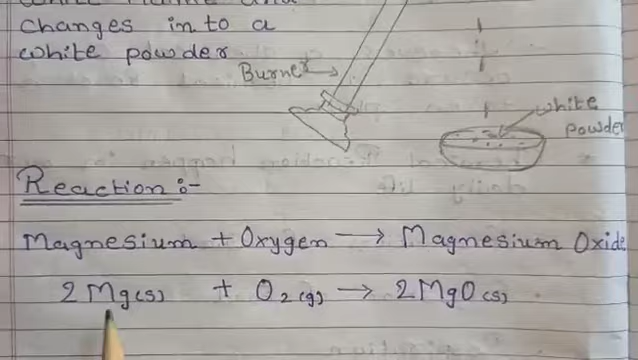 changes in to a
white powder
Burner
white
powder
Reaction :-
Magnesium + Oxygen → Magnesium Oxide
2Mg(s) + O2(g) → 2MgO(s)